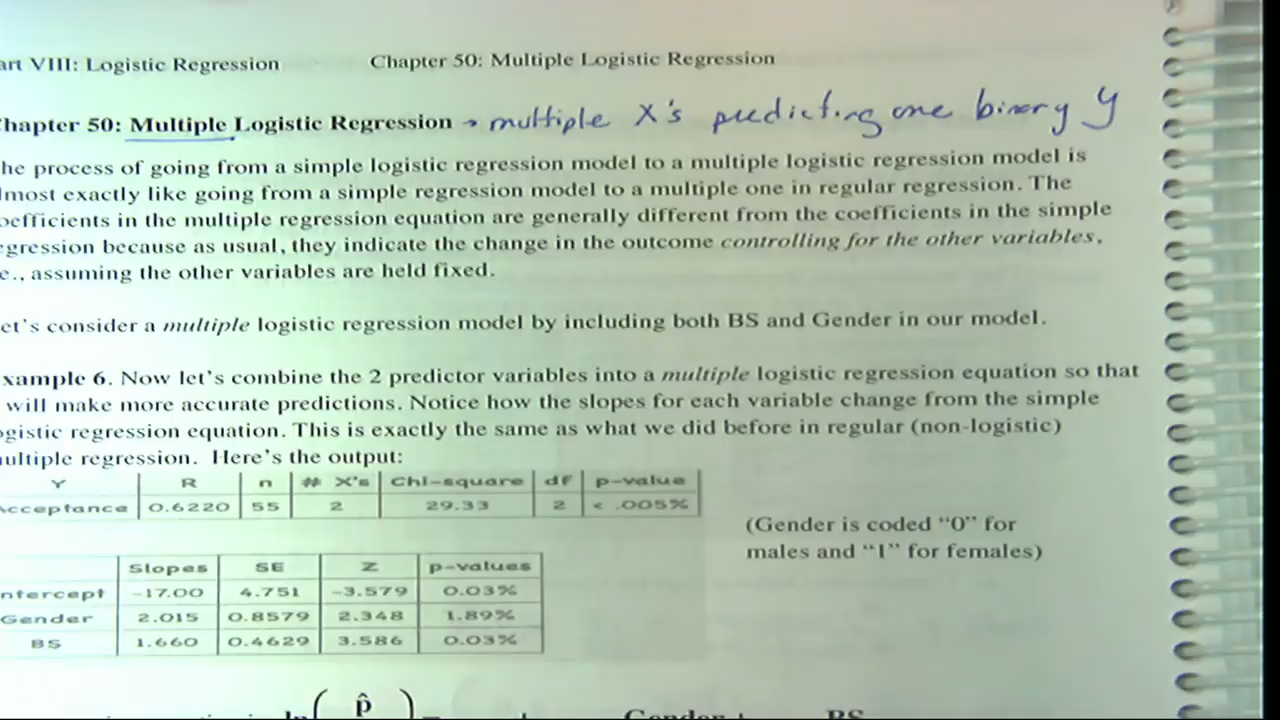 art VIII: Logistic Regression Chapter 50: Multiple Logistic Regression
hapter 50: Multiple Logistic Regression → multiple X's predicting one binary y
he process of going from a simple logistic regression model to a multiple logistic regression model is
lmost exactly like going from a simple regression model to a multiple one in regular regression. The
oefficients in the multiple regression equation are generally different from the coefficients in the simple
egression because as usual, they indicate the change in the outcome controlling for the other variables,
e., assuming the other variables are held fixed.
et's consider a multiple logistic regression model by including both BS and Gender in our model.
xample 6. Now let's combine the 2 predictor variables into a multiple logistic regression equation so that
will make more accurate predictions. Notice how the slopes for each variable change from the simple
ogistic regression equation. This is exactly the same as what we did before in regular (non-logistic)
ultiple regression. Here's the output:
Y R n # X's Chi-square df p-value
Acceptance 0.6220 55 2 29.33 2 < .005%
(Gender is coded "0" for
males and "1" for females)
Slopes SE Z p-values
ntercept -17.00 4.751 -3.579 0.03%
Gender 2.015 0.8579 2.348 1.89%
BS 1.660 0.4629 3.586 0.03%
ln( p̂ ) = + Gender + BS